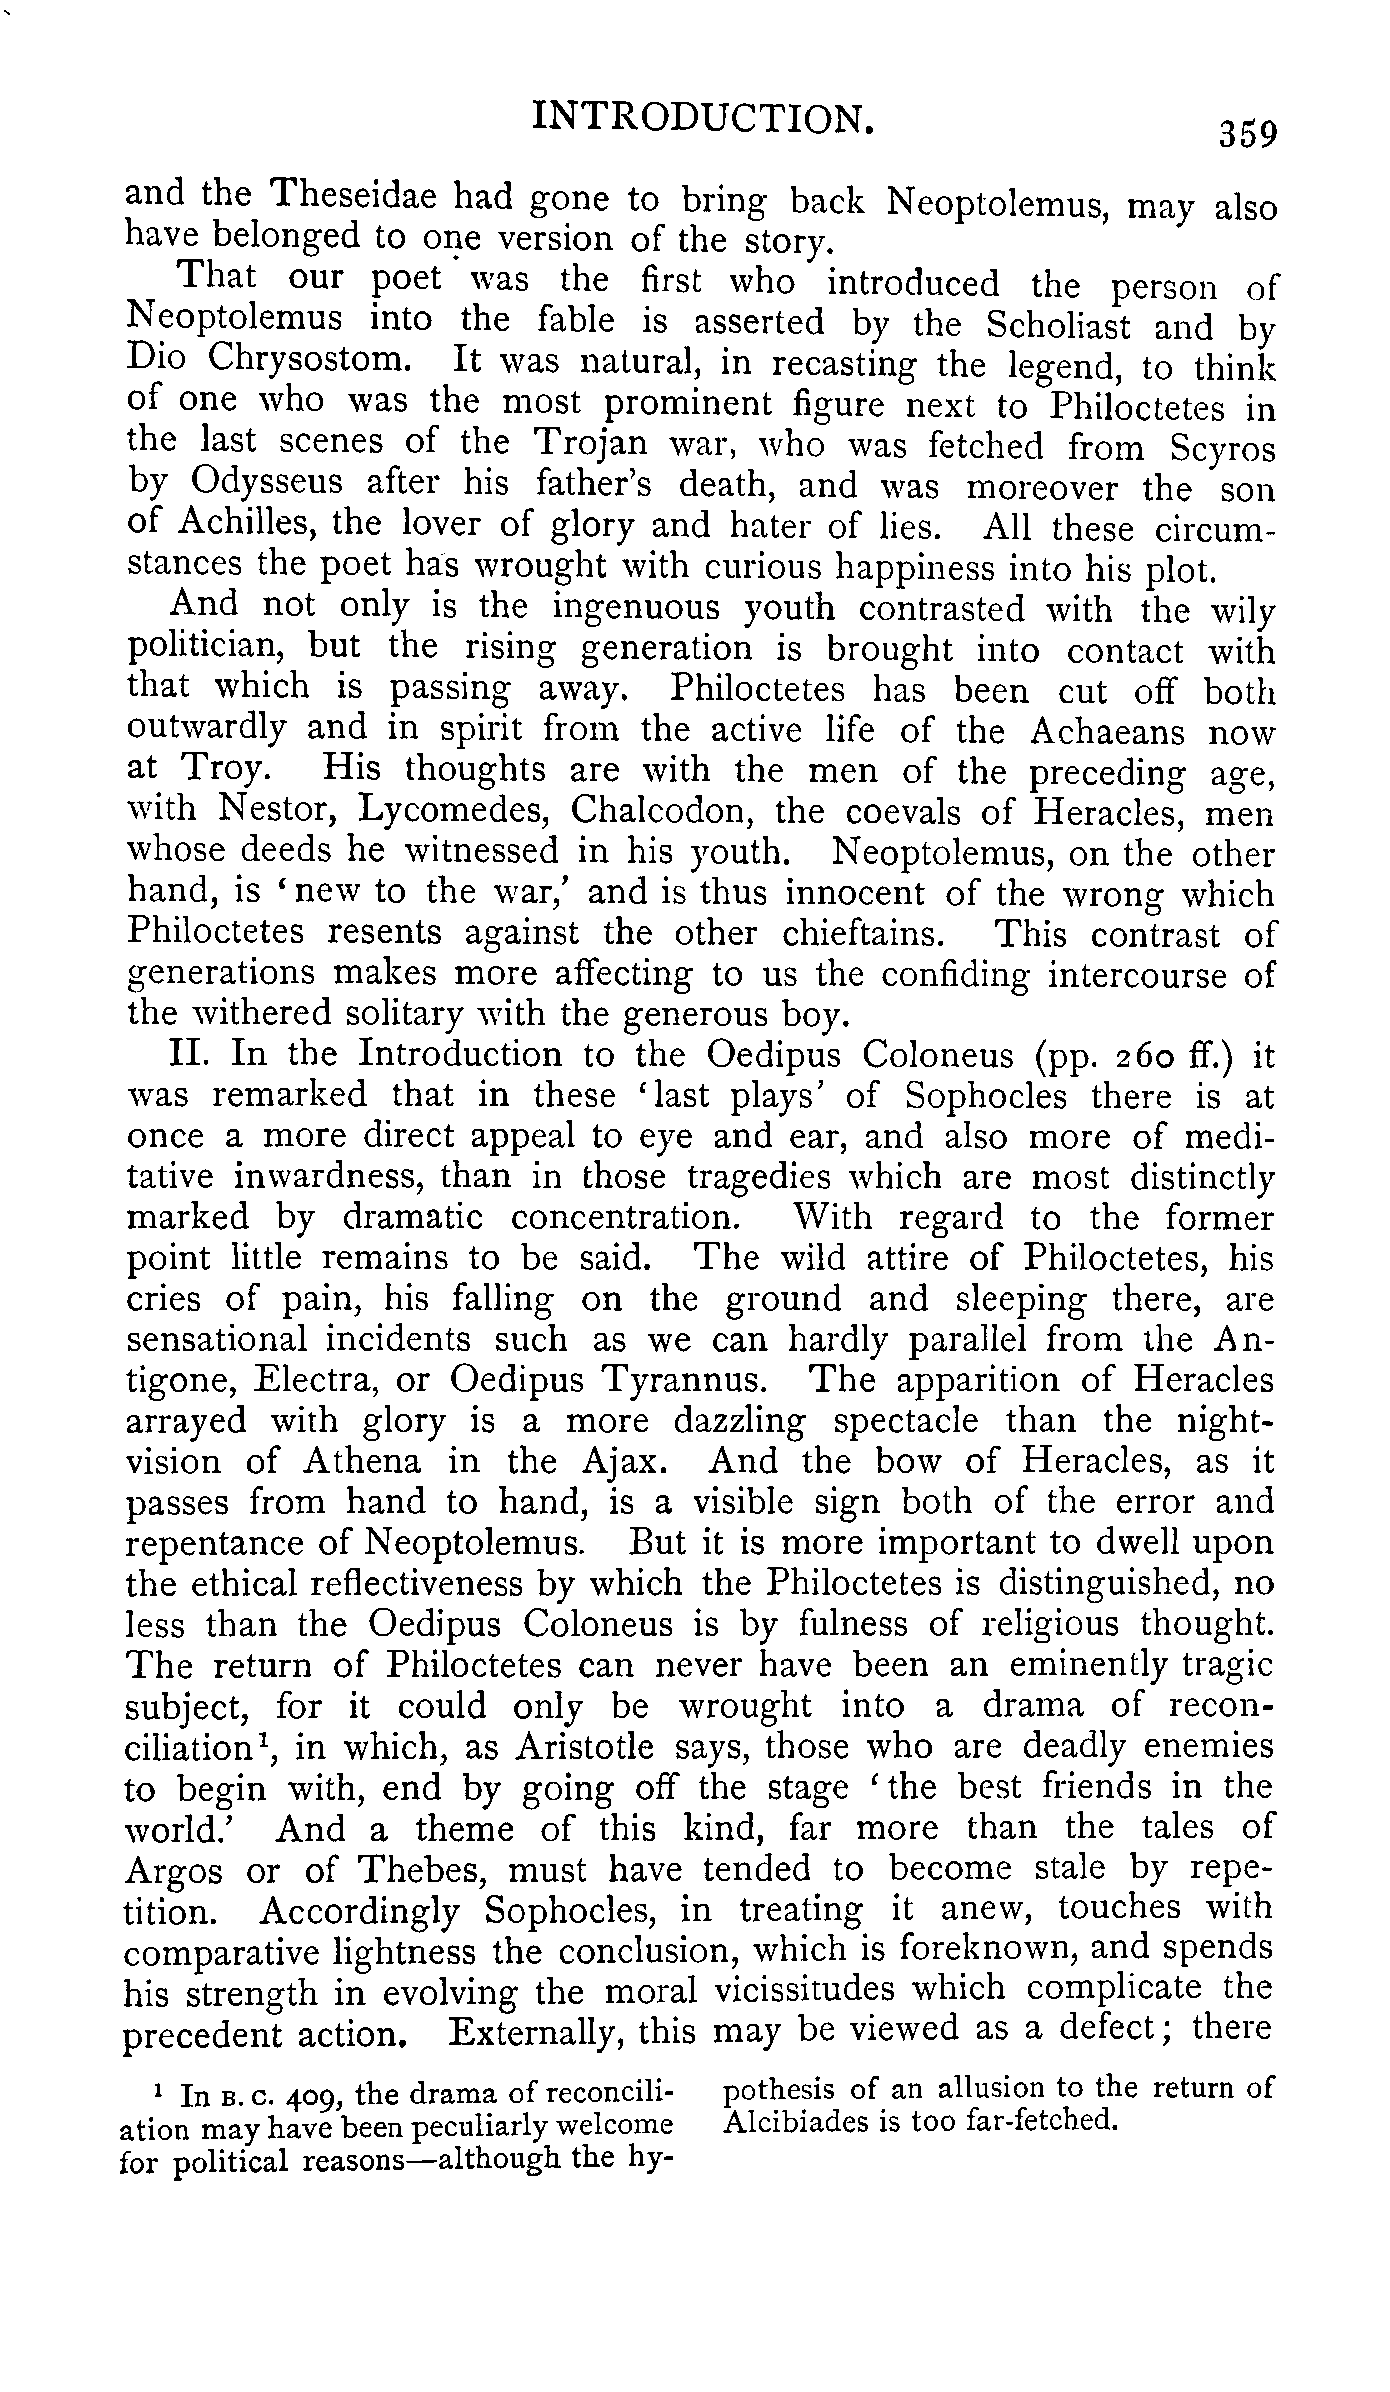 INTRODUCTION.
359
and the Theseidae had gone to bring back Neoptolemus, may also
have belonged to one version of the story.
That our poet was the first who introduced the person of
Neoptolemus into the fable is asserted by the Scholiast and by
Dio Chrysostom. It was natural, in recasting the legend, to think
of one who was the most prominent figure next to Philoctetes in
the last scenes of the Trojan war, who was fetched from Scyros
by Odysseus after his father's death, and was moreover the son
of Achilles, the lover of glory and hater of lies. All these circum-
stances the poet has wrought with curious happiness into his plot.
And not only is the ingenuous youth contrasted with the wily
politician, but the rising generation is brought into contact with
that which is passing away. Philoctetes has been cut off both
outwardly and in spirit from the active life of the Achaeans now
at Troy. His thoughts are with the men of the preceding age,
with Nestor, Lycomedes, Chalcodon, the coevals of Heracles, men
whose deeds he witnessed in his youth. Neoptolemus, on the other
hand, is 'new to the war,' and is thus innocent of the wrong which
Philoctetes resents against the other chieftains. This contrast of
generations makes more affecting to us the confiding intercourse of
the withered solitary with the generous boy.
II. In the Introduction to the Oedipus Coloneus (pp. 260 ff.) it
was remarked that in these 'last plays' of Sophocles there is at
once a more direct appeal to eye and ear, and also more of medi-
tative inwardness, than in those tragedies which are most distinctly
marked by dramatic concentration. With regard to the former
point little remains to be said. The wild attire of Philoctetes, his
cries of pain, his falling on the ground and sleeping there, are
sensational incidents such as we can hardly parallel from the An-
tigone, Electra, or Oedipus Tyrannus. The apparition of Heracles
arrayed with glory is a more dazzling spectacle than the night-
vision of Athena in the Ajax. And the bow of Heracles, as it
passes from hand to hand, is a visible sign both of the error and
repentance of Neoptolemus. But it is more important to dwell upon
the ethical reflectiveness by which the Philoctetes is distinguished, no
less than the Oedipus Coloneus is by fulness of religious thought.
The return of Philoctetes can never have been an eminently tragic
subject, for it could only be wrought into a drama of recon-
ciliation¹, in which, as Aristotle says, those who are deadly enemies
to begin with, end by going off the stage 'the best friends in the
world.' And a theme of this kind, far more than the tales of
Argos or of Thebes, must have tended to become stale by repe-
tition. Accordingly Sophocles, in treating it anew, touches with
comparative lightness the conclusion, which is foreknown, and spends
his strength in evolving the moral vicissitudes which complicate the
precedent action. Externally, this may be viewed as a defect; there
¹ In B. C. 409, the drama of reconcili-
ation may have been peculiarly welcome
for political reasons—although the hy-
pothesis of an allusion to the return of
Alcibiades is too far-fetched.